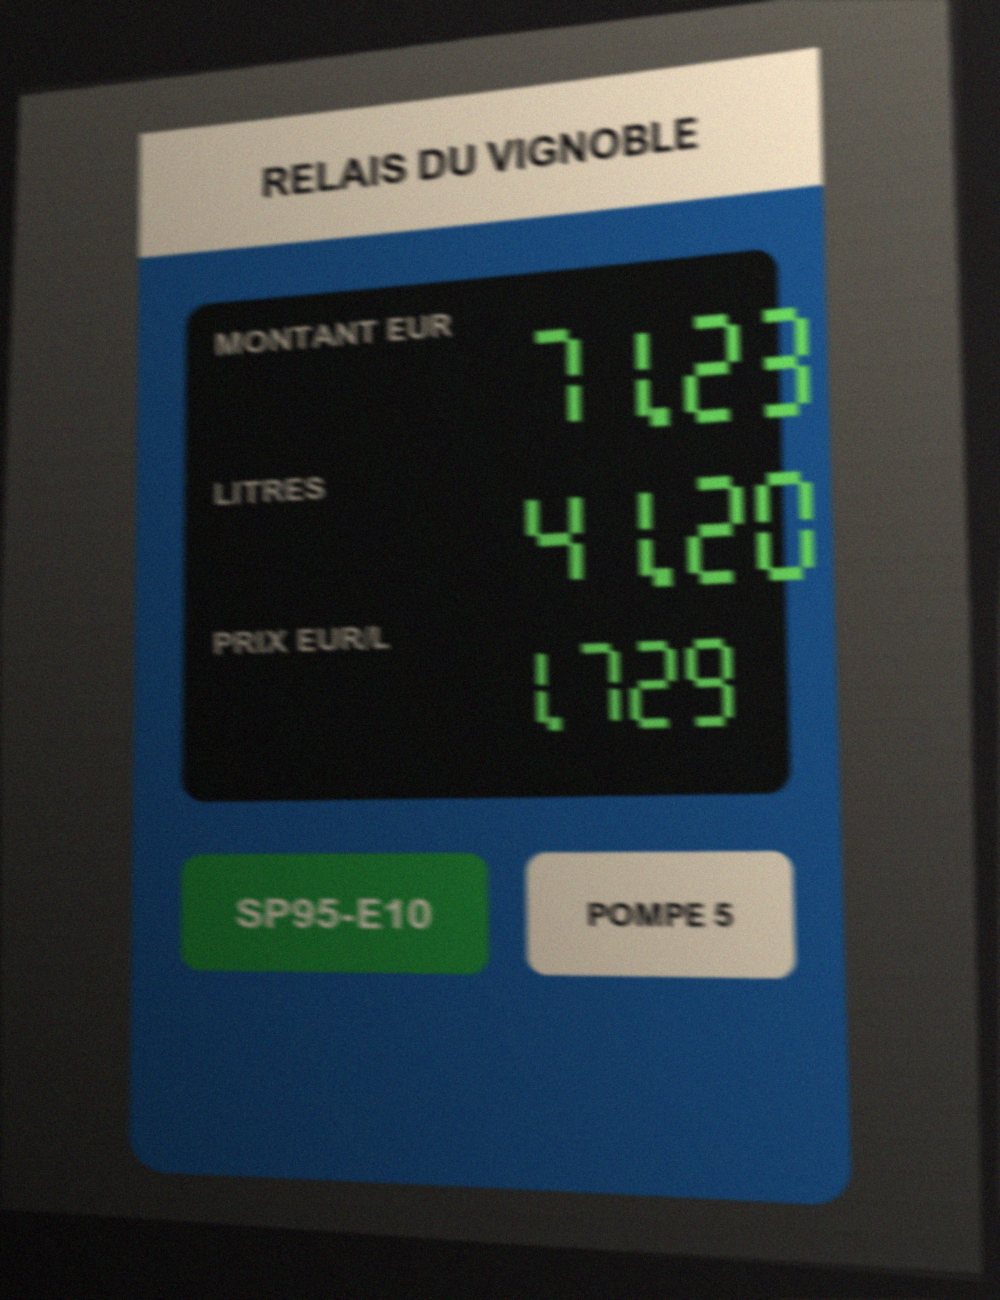 RELAIS DU VIGNOBLE
MONTANT EUR 71.23
LITRES 41.20
PRIX EUR/L 1.729
SP95-E10
POMPE 5